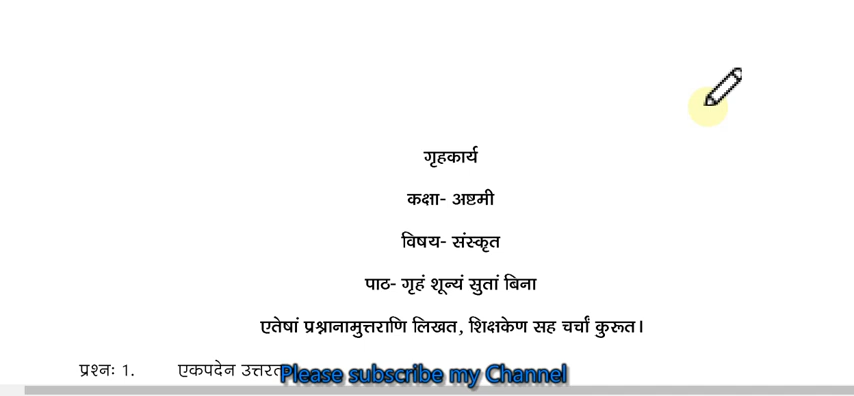 गृहकार्य
कक्षा- अष्टमी
विषय- संस्कृत
पाठ- गृहं शून्यं सुतां बिना
एतेषां प्रश्नानामुत्तराणि लिखत, शिक्षकेण सह चर्चां कुरूत।
प्रश्नः 1. एकपदेन उत्तरत
Please subscribe my Channel